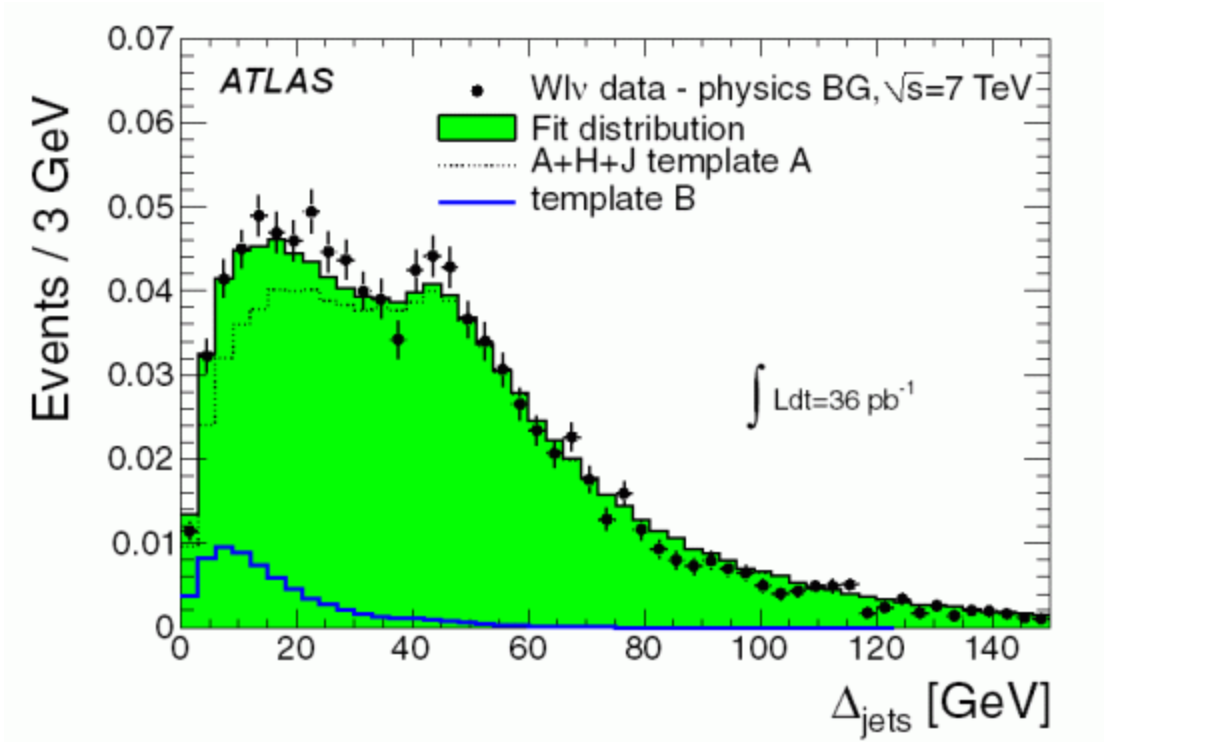 0.07
0.06
0.05
0.04
0.03
0.02
0.01
0
Events / 3 GeV
ATLAS
Wlν data - physics BG, √s=7 TeV
Fit distribution
A+H+J template A
template B
∫ Ldt=36 pb⁻¹
0 20 40 60 80 100 120 140
Δjets [GeV]